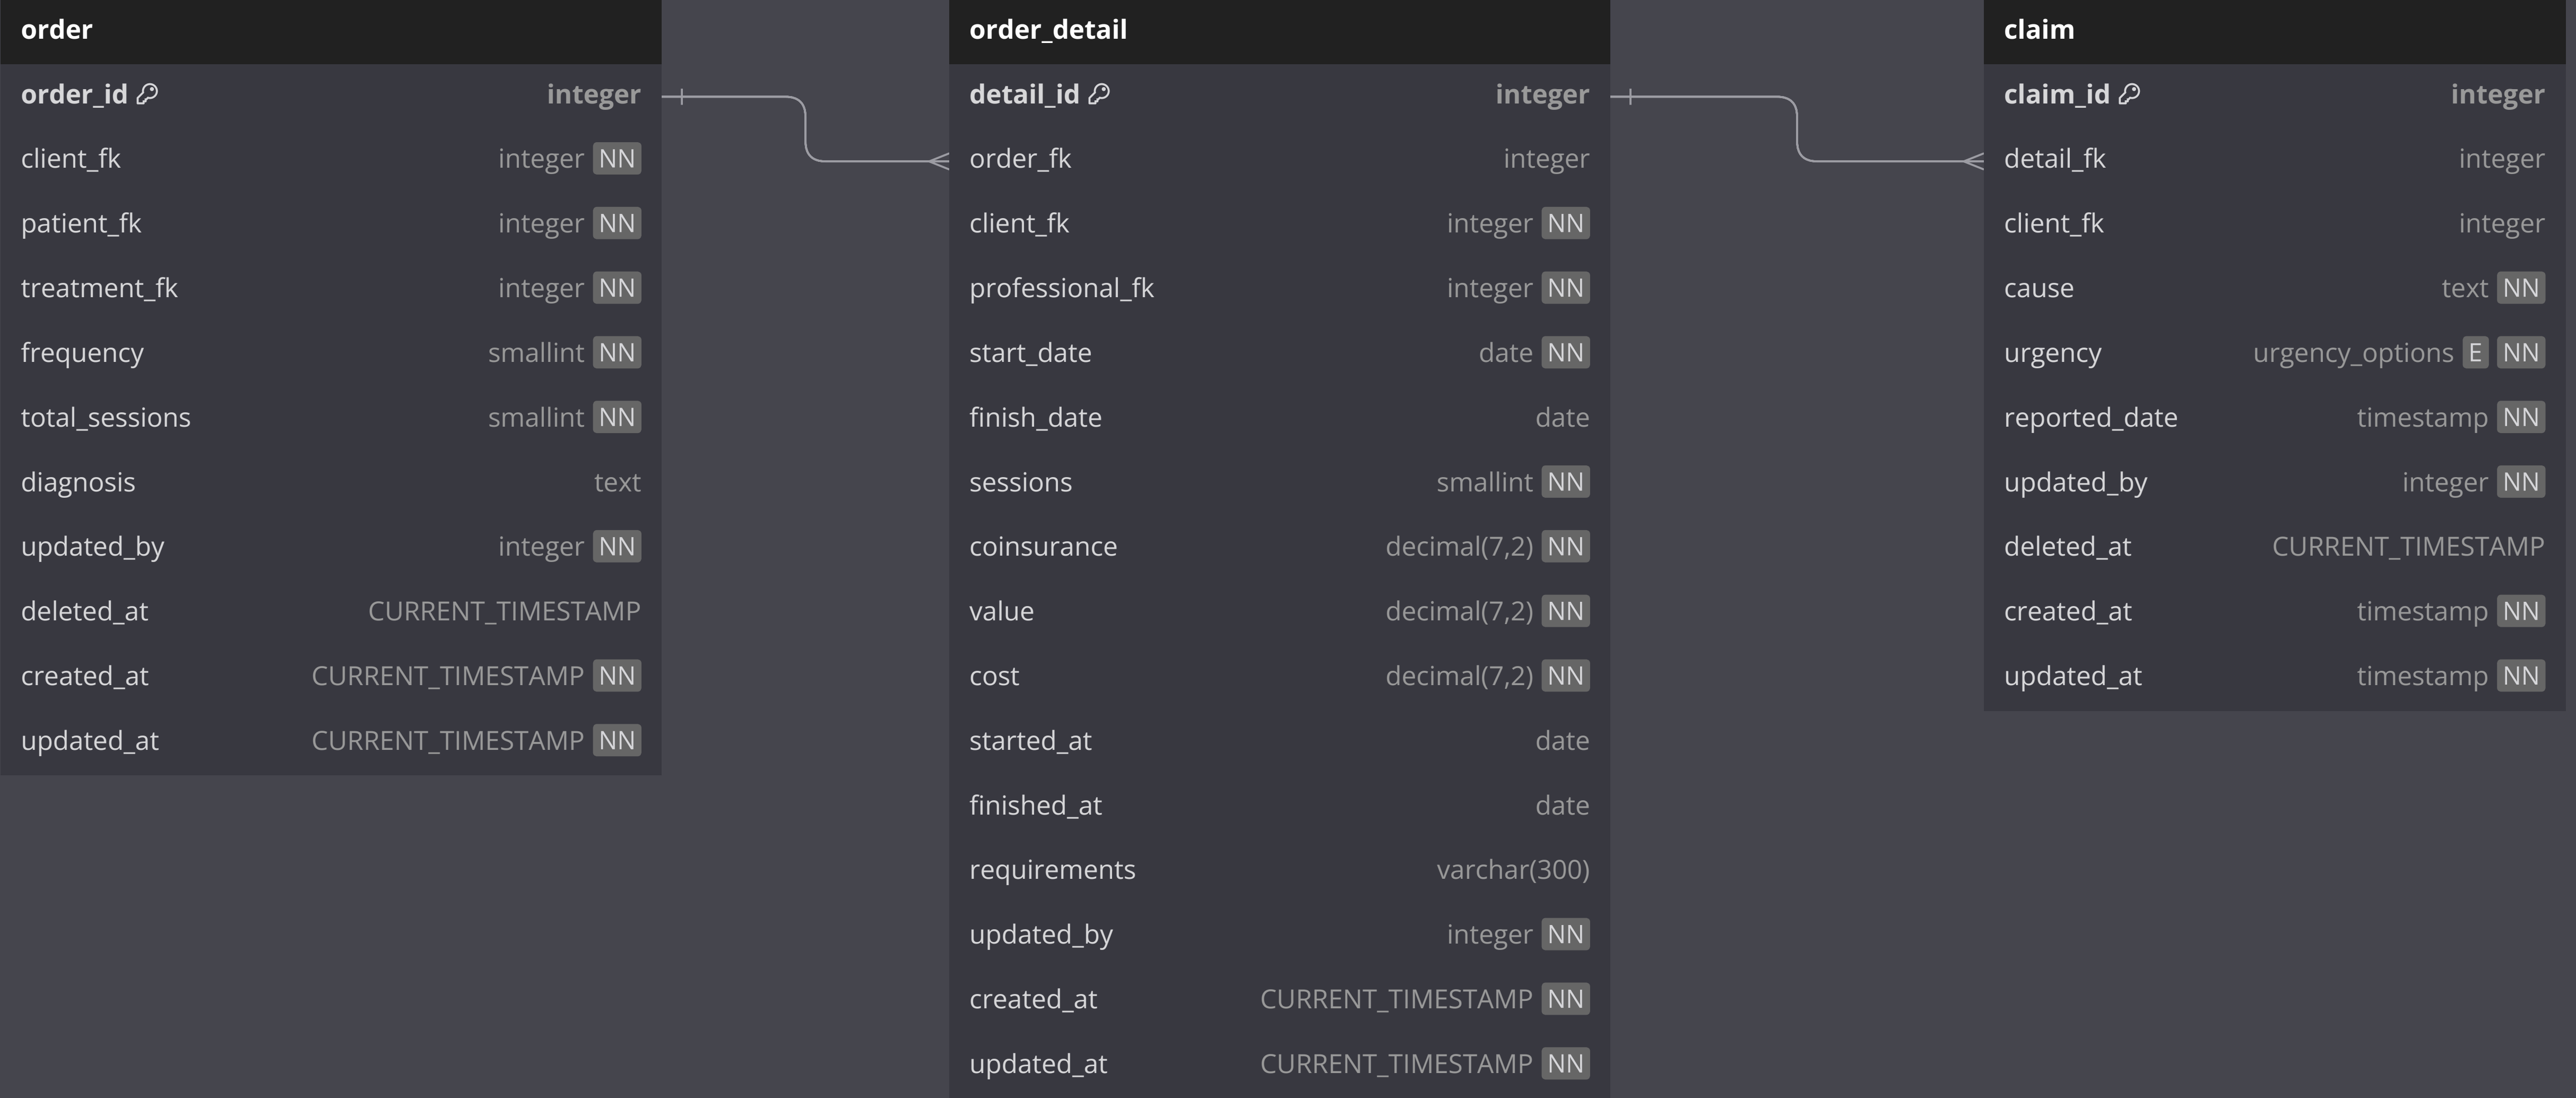 order
order_id integer
client_fk integer NN
patient_fk integer NN
treatment_fk integer NN
frequency smallint NN
total_sessions smallint NN
diagnosis text
updated_by integer NN
deleted_at CURRENT_TIMESTAMP
created_at CURRENT_TIMESTAMP NN
updated_at CURRENT_TIMESTAMP NN
order_detail
detail_id integer
order_fk integer
client_fk integer NN
professional_fk integer NN
start_date date NN
finish_date date
sessions smallint NN
coinsurance decimal(7,2) NN
value decimal(7,2) NN
cost decimal(7,2) NN
started_at date
finished_at date
requirements varchar(300)
updated_by integer NN
created_at CURRENT_TIMESTAMP NN
updated_at CURRENT_TIMESTAMP NN
claim
claim_id integer
detail_fk integer
client_fk integer
cause text NN
urgency urgency_options E NN
reported_date timestamp NN
updated_by integer NN
deleted_at CURRENT_TIMESTAMP
created_at timestamp NN
updated_at timestamp NN